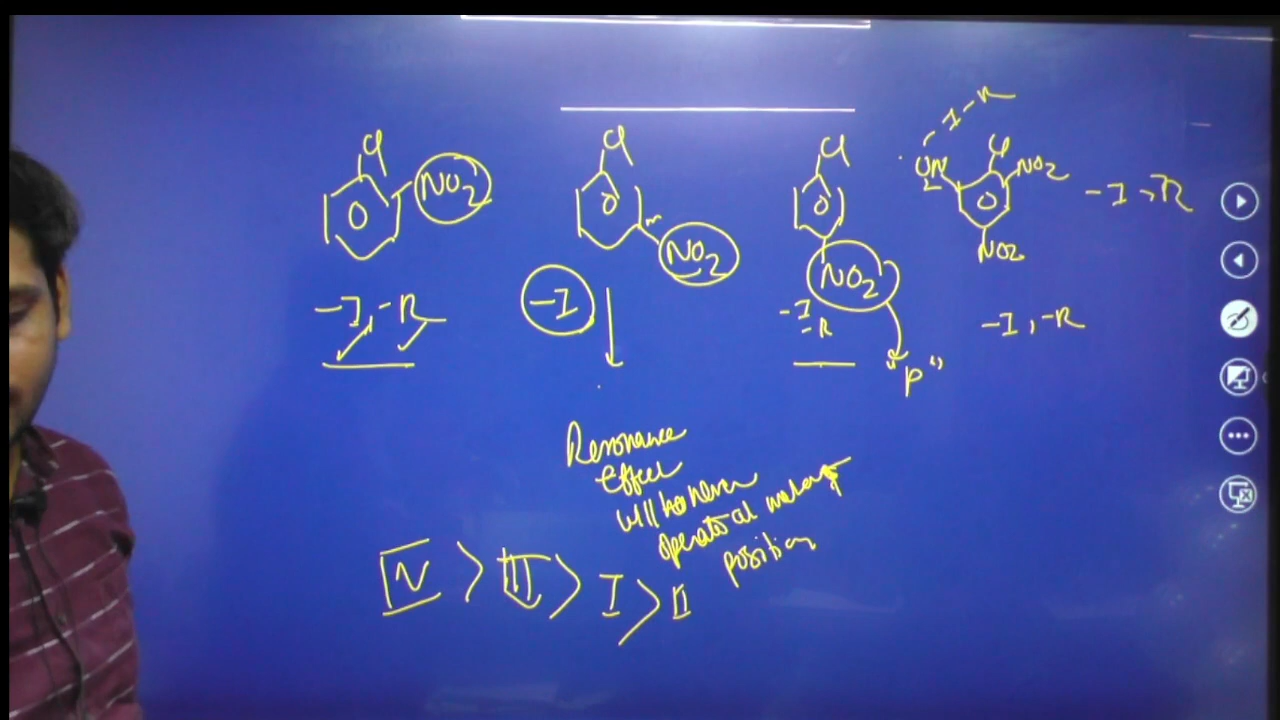 Cl
NO2
-I, -R
Cl
m
NO2
-I
Cl
NO2
-I
-R
"p"
-I-R
Cl
O2N
NO2
NO2
-I, -R
-I, -R
Resonance
Effect
will never
operate at meta
position
IV > III > I > II